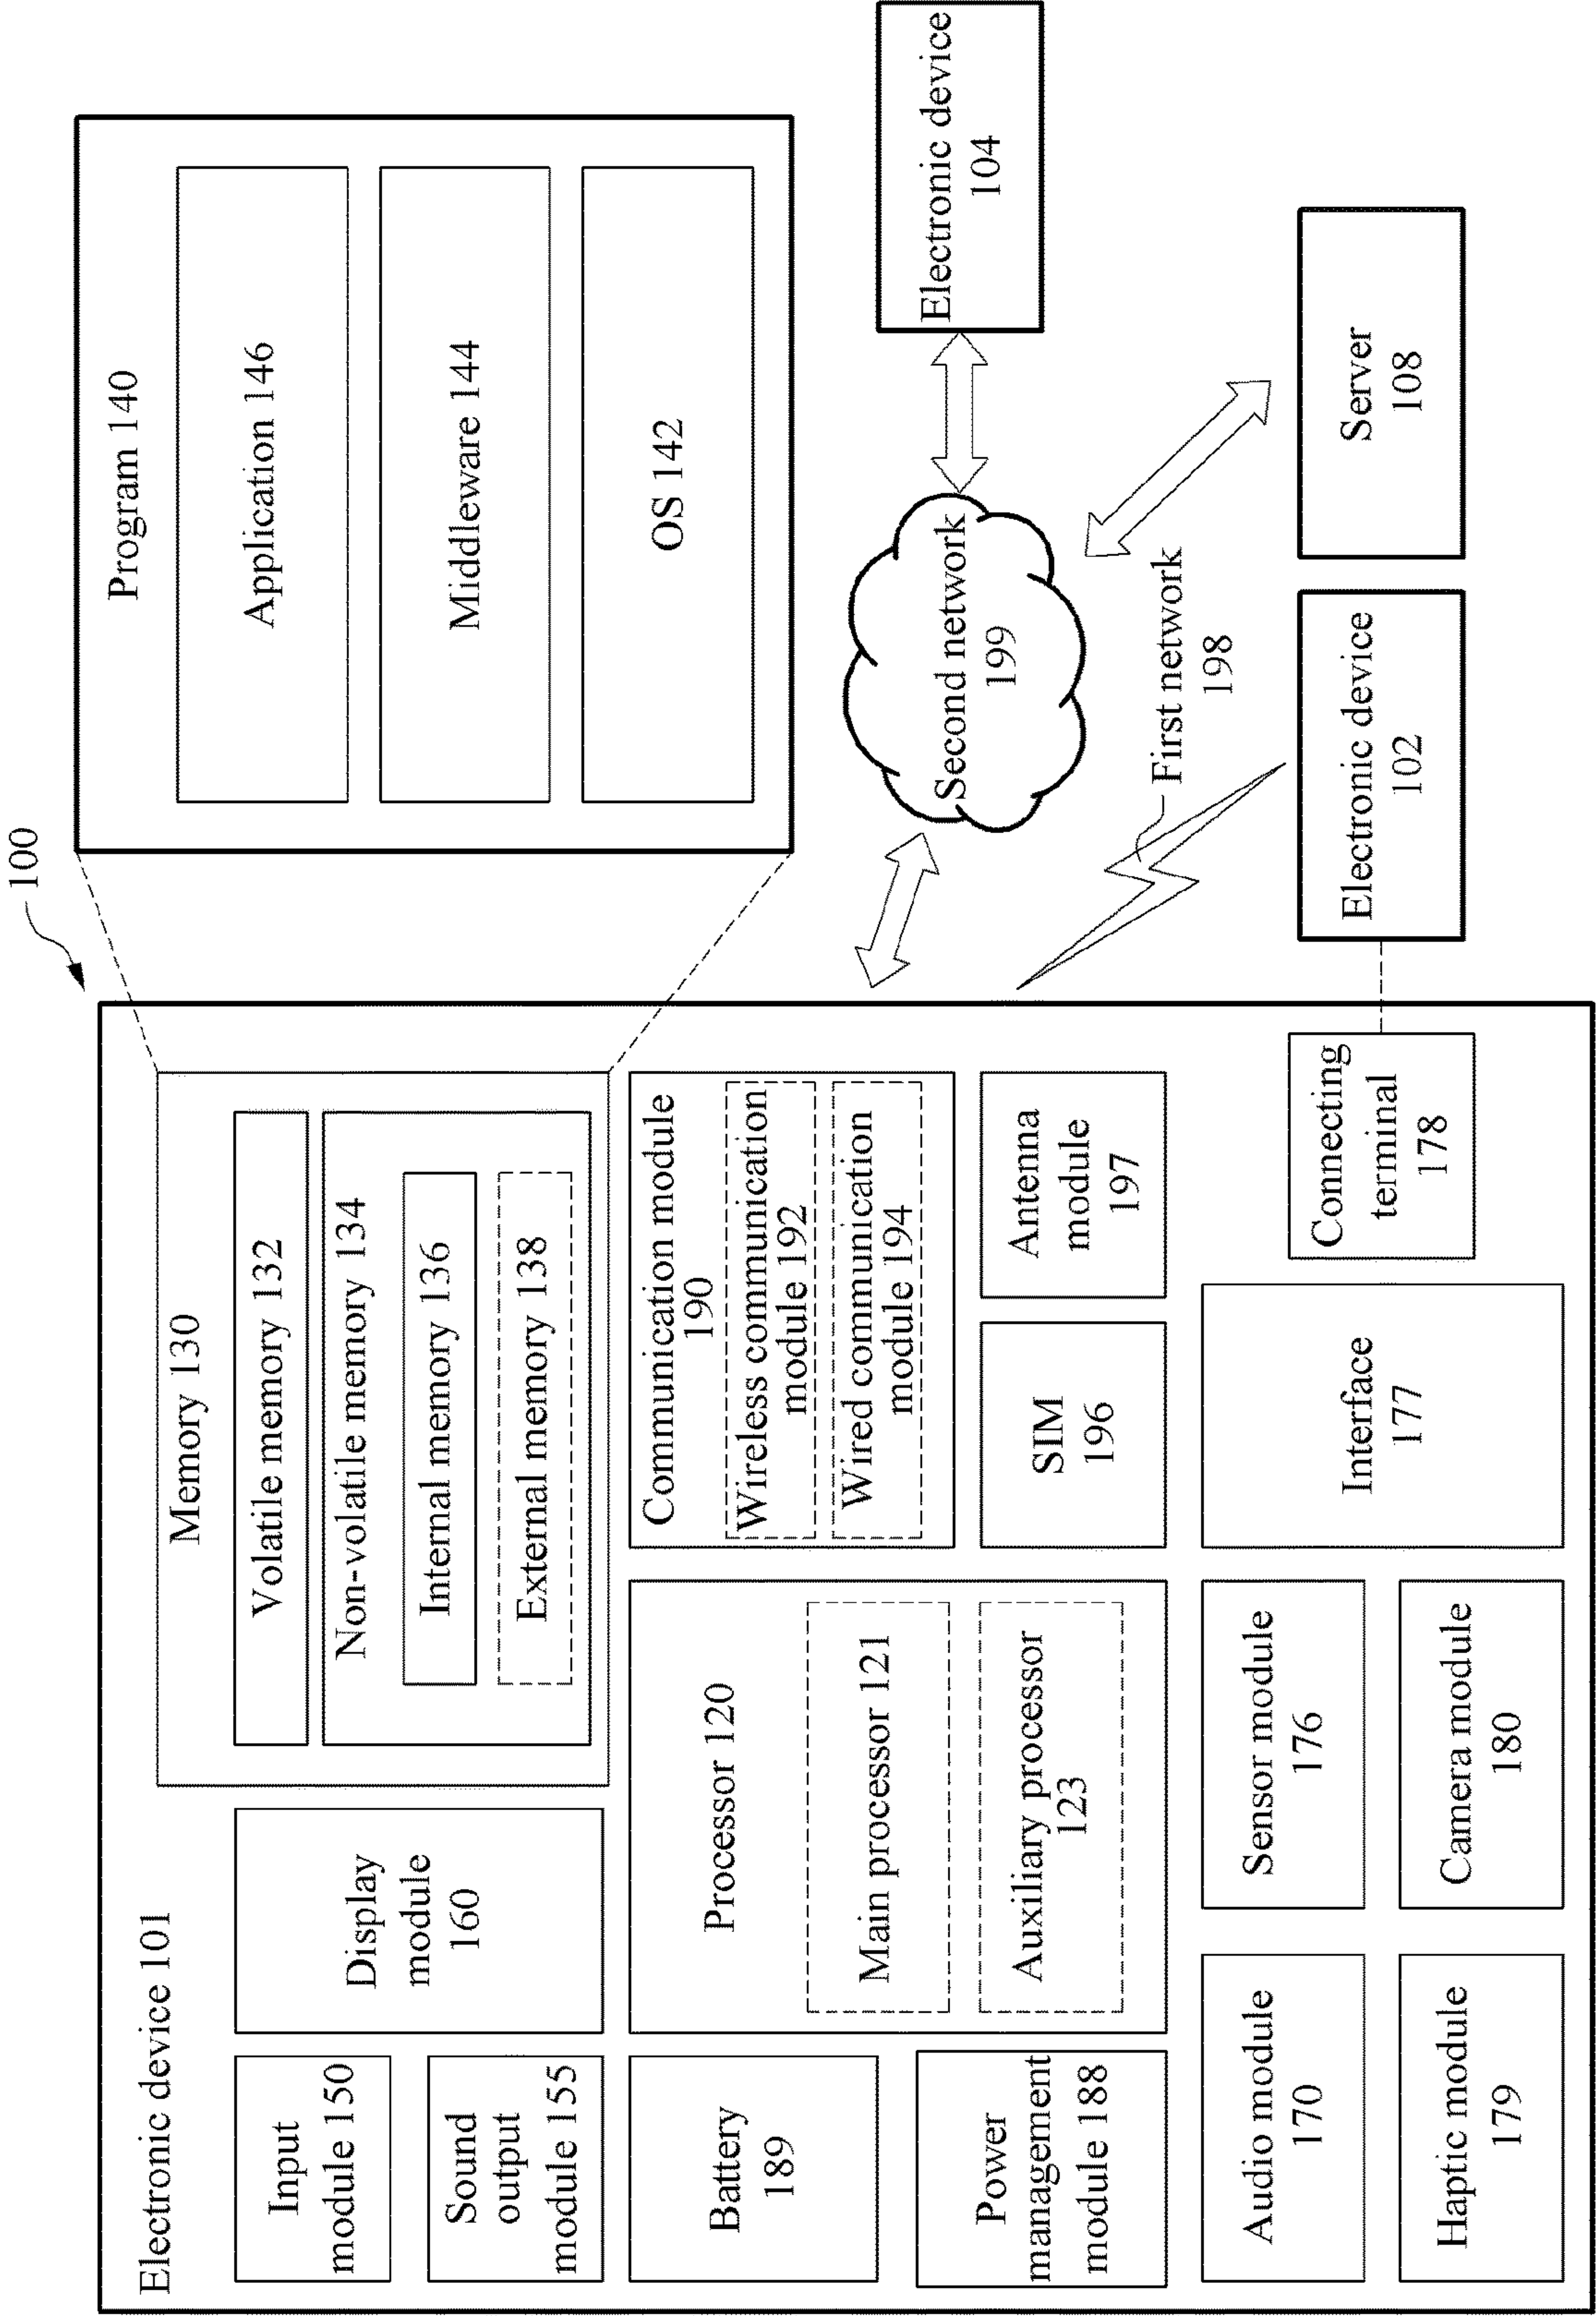 100
Electronic device 101
Input
module 150
Sound
output
module 155
Display
module
160
Memory 130
Volatile memory 132
Non-volatile memory 134
Internal memory 136
External memory 138
Program 140
Application 146
Middleware 144
OS 142
Battery
189
Power
management
module 188
Processor 120
Main processor 121
Auxiliary processor
123
Communication module
190
Wireless communication
module 192
Wired communication
module 194
SIM
196
Antenna
module
197
Second network
199
Electronic device
104
First network
198
Audio module
170
Sensor module
176
Haptic module
179
Camera module
180
Interface
177
Connecting
terminal
178
Electronic device
102
Server
108